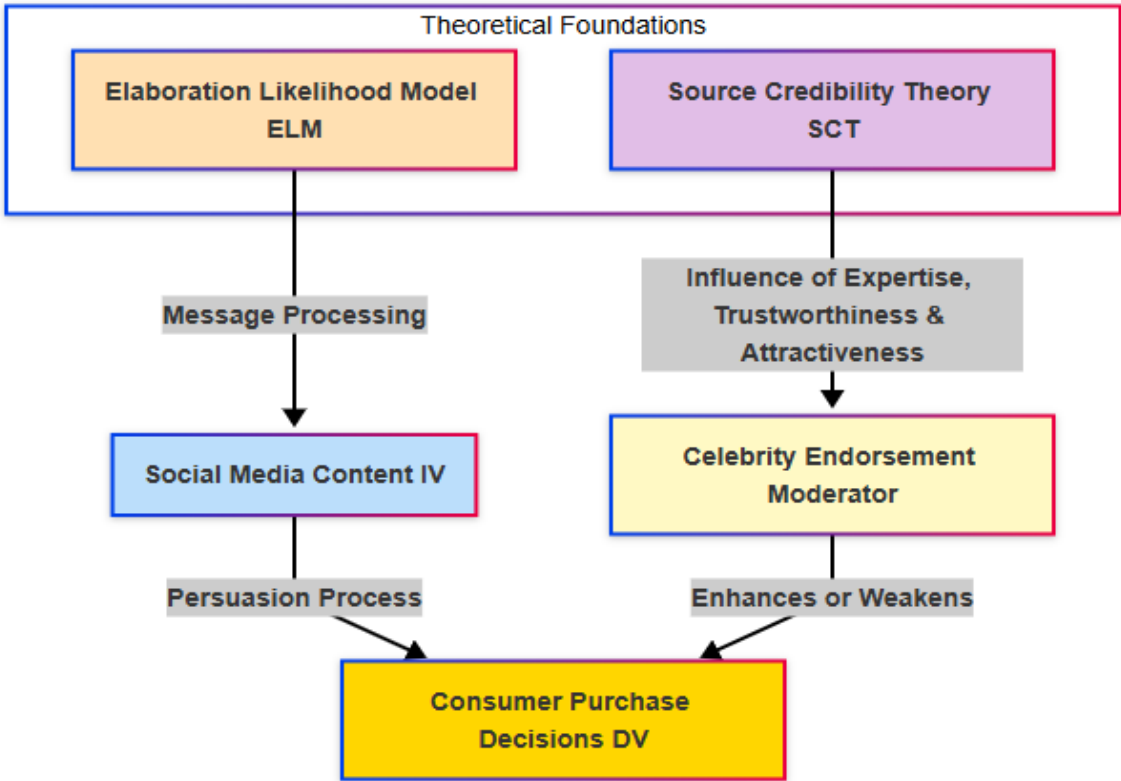 Theoretical Foundations
Elaboration Likelihood Model
ELM
Source Credibility Theory
SCT
Message Processing
Influence of Expertise,
Trustworthiness &
Attractiveness
Social Media Content IV
Celebrity Endorsement
Moderator
Persuasion Process
Enhances or Weakens
Consumer Purchase
Decisions DV